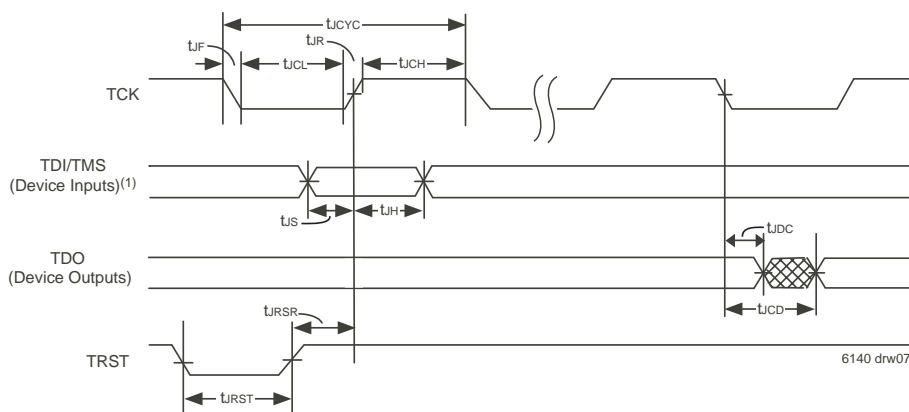 tJCYC
tJF
tJR
tJCL
tJCH
TCK
TDI/TMS
(Device Inputs)(1)
tJS
tJH
tJDC
TDO
(Device Outputs)
tJCD
tJRSR
TRST
6140 drw07
tJRST